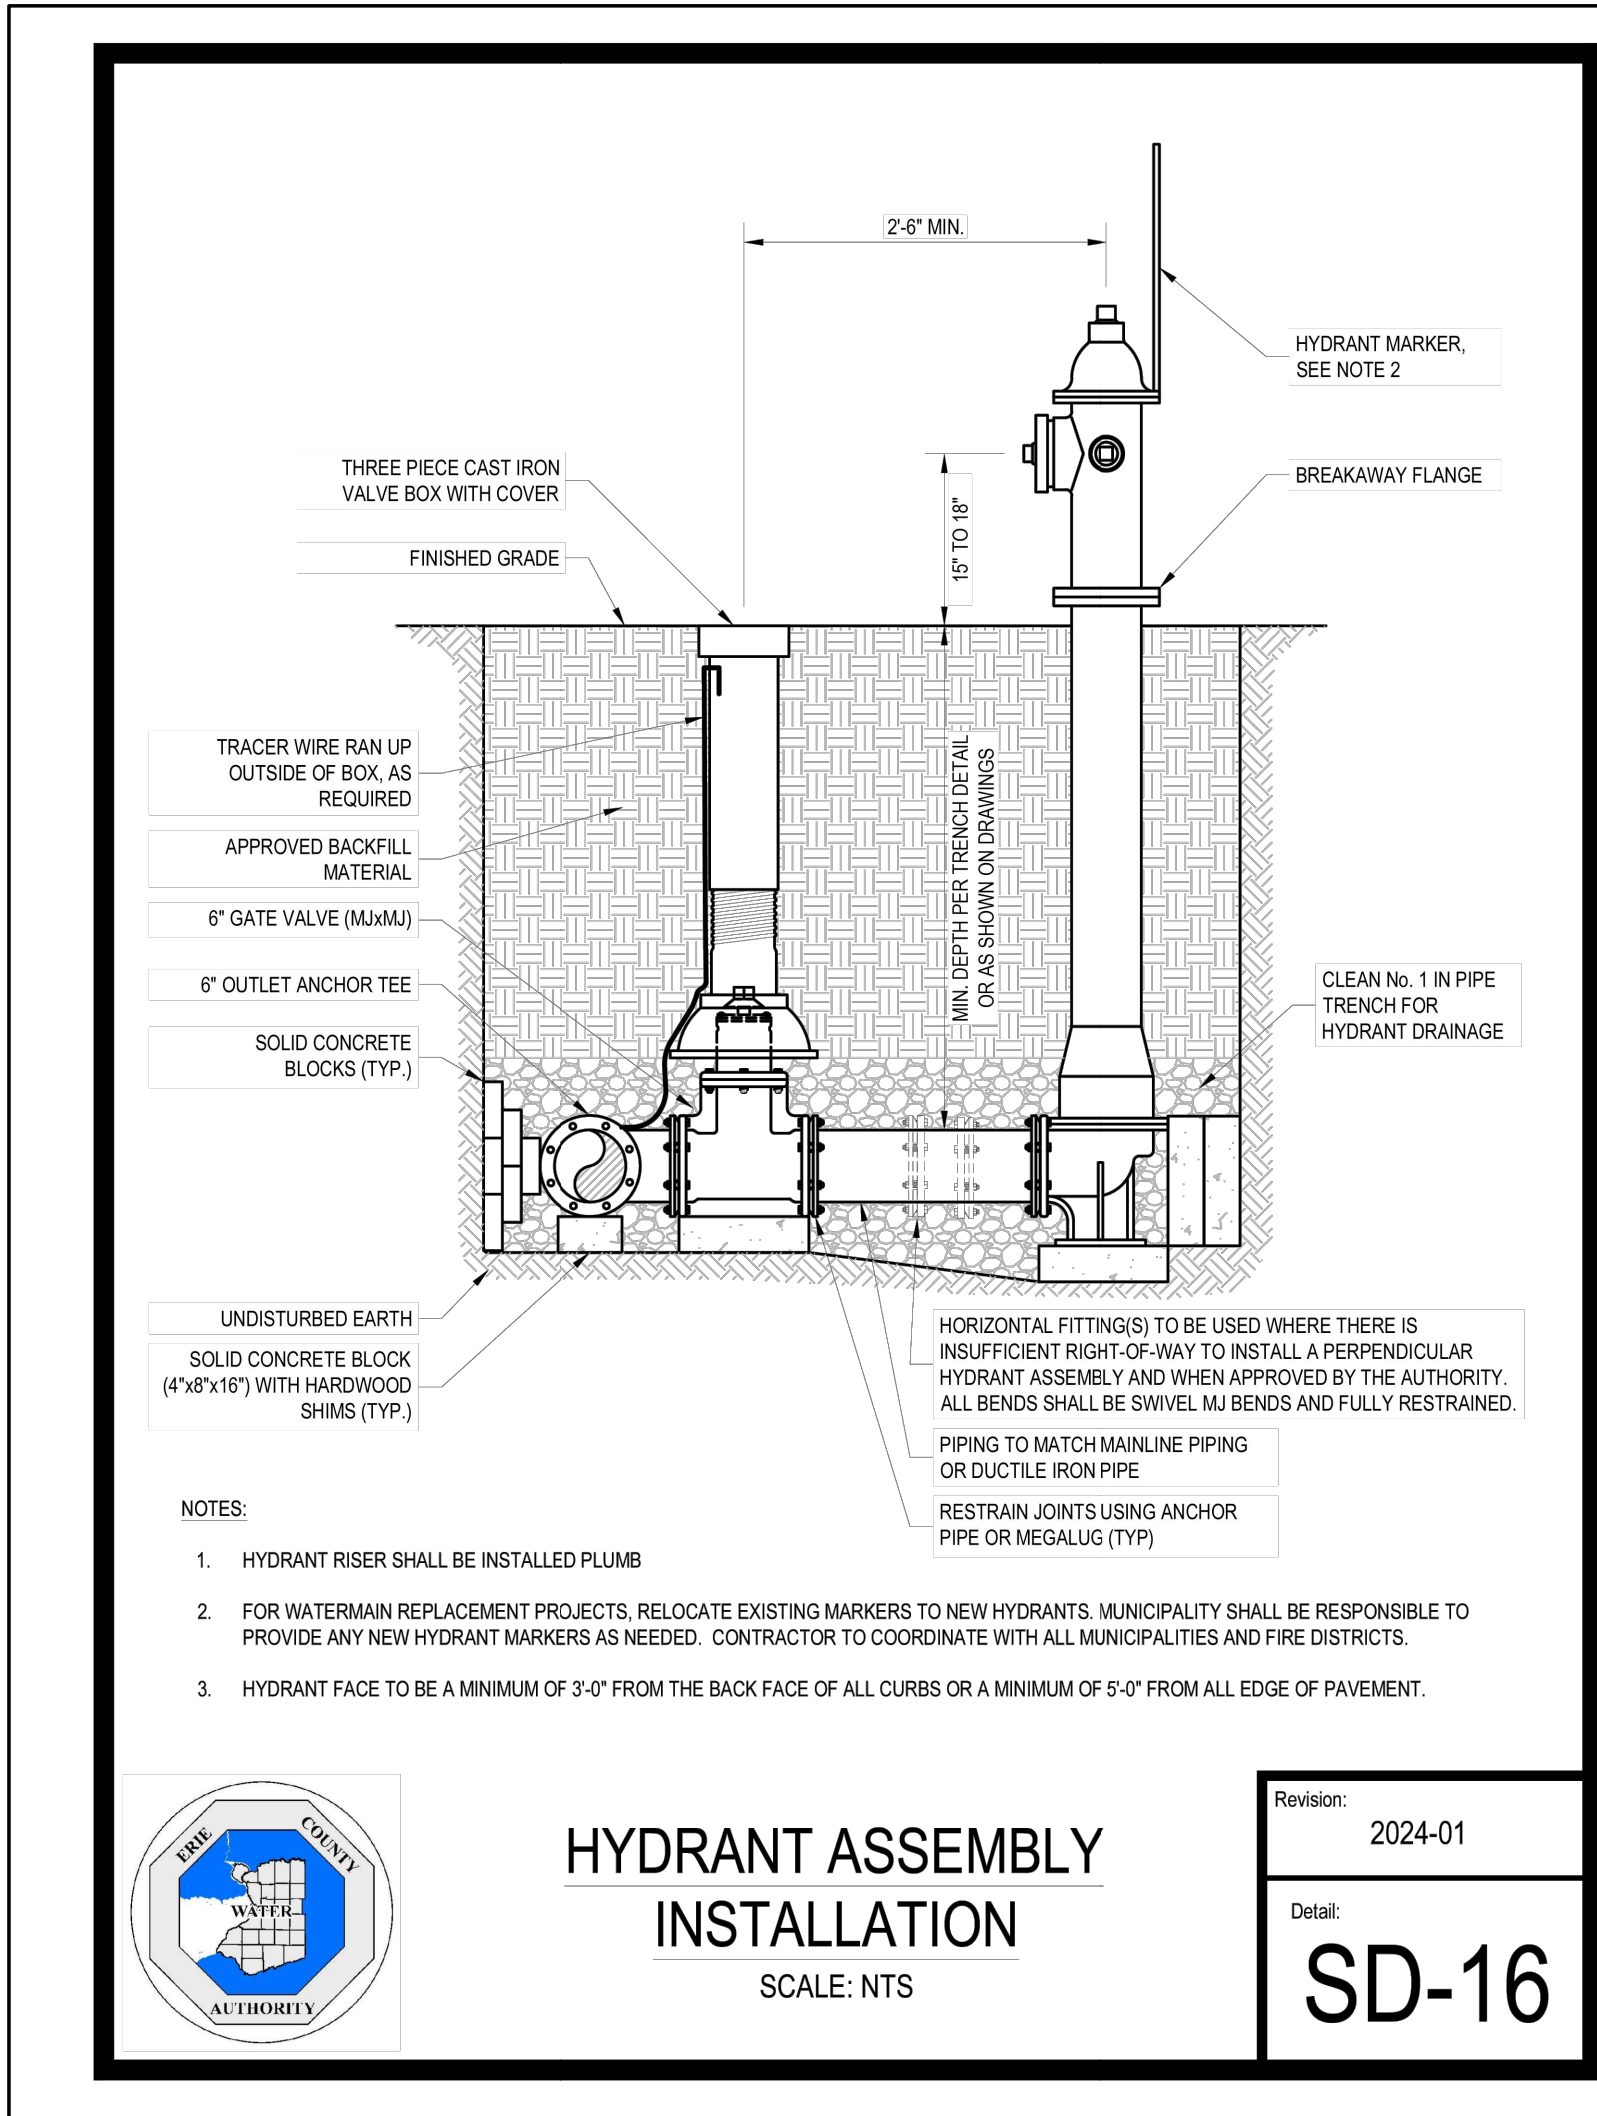 2'-6" MIN.
HYDRANT MARKER,
SEE NOTE 2
THREE PIECE CAST IRON
VALVE BOX WITH COVER
BREAKAWAY FLANGE
15" TO 18"
FINISHED GRADE
TRACER WIRE RAN UP
OUTSIDE OF BOX, AS
REQUIRED
MIN. DEPTH PER TRENCH DETAIL
OR AS SHOWN ON DRAWINGS
APPROVED BACKFILL
MATERIAL
6" GATE VALVE (MJxMJ)
6" OUTLET ANCHOR TEE
CLEAN No. 1 IN PIPE
TRENCH FOR
HYDRANT DRAINAGE
SOLID CONCRETE
BLOCKS (TYP.)
UNDISTURBED EARTH
SOLID CONCRETE BLOCK
(4"x8"x16") WITH HARDWOOD
SHIMS (TYP.)
HORIZONTAL FITTING(S) TO BE USED WHERE THERE IS
INSUFFICIENT RIGHT-OF-WAY TO INSTALL A PERPENDICULAR
HYDRANT ASSEMBLY AND WHEN APPROVED BY THE AUTHORITY.
ALL BENDS SHALL BE SWIVEL MJ BENDS AND FULLY RESTRAINED.
PIPING TO MATCH MAINLINE PIPING
OR DUCTILE IRON PIPE
RESTRAIN JOINTS USING ANCHOR
PIPE OR MEGALUG (TYP)
NOTES:
1. HYDRANT RISER SHALL BE INSTALLED PLUMB
2. FOR WATERMAIN REPLACEMENT PROJECTS, RELOCATE EXISTING MARKERS TO NEW HYDRANTS. MUNICIPALITY SHALL BE RESPONSIBLE TO
PROVIDE ANY NEW HYDRANT MARKERS AS NEEDED. CONTRACTOR TO COORDINATE WITH ALL MUNICIPALITIES AND FIRE DISTRICTS.
3. HYDRANT FACE TO BE A MINIMUM OF 3'-0" FROM THE BACK FACE OF ALL CURBS OR A MINIMUM OF 5'-0" FROM ALL EDGE OF PAVEMENT.
ERIE COUNTY
WATER
AUTHORITY
HYDRANT ASSEMBLY
INSTALLATION
SCALE: NTS
Revision:
2024-01
Detail:
SD-16